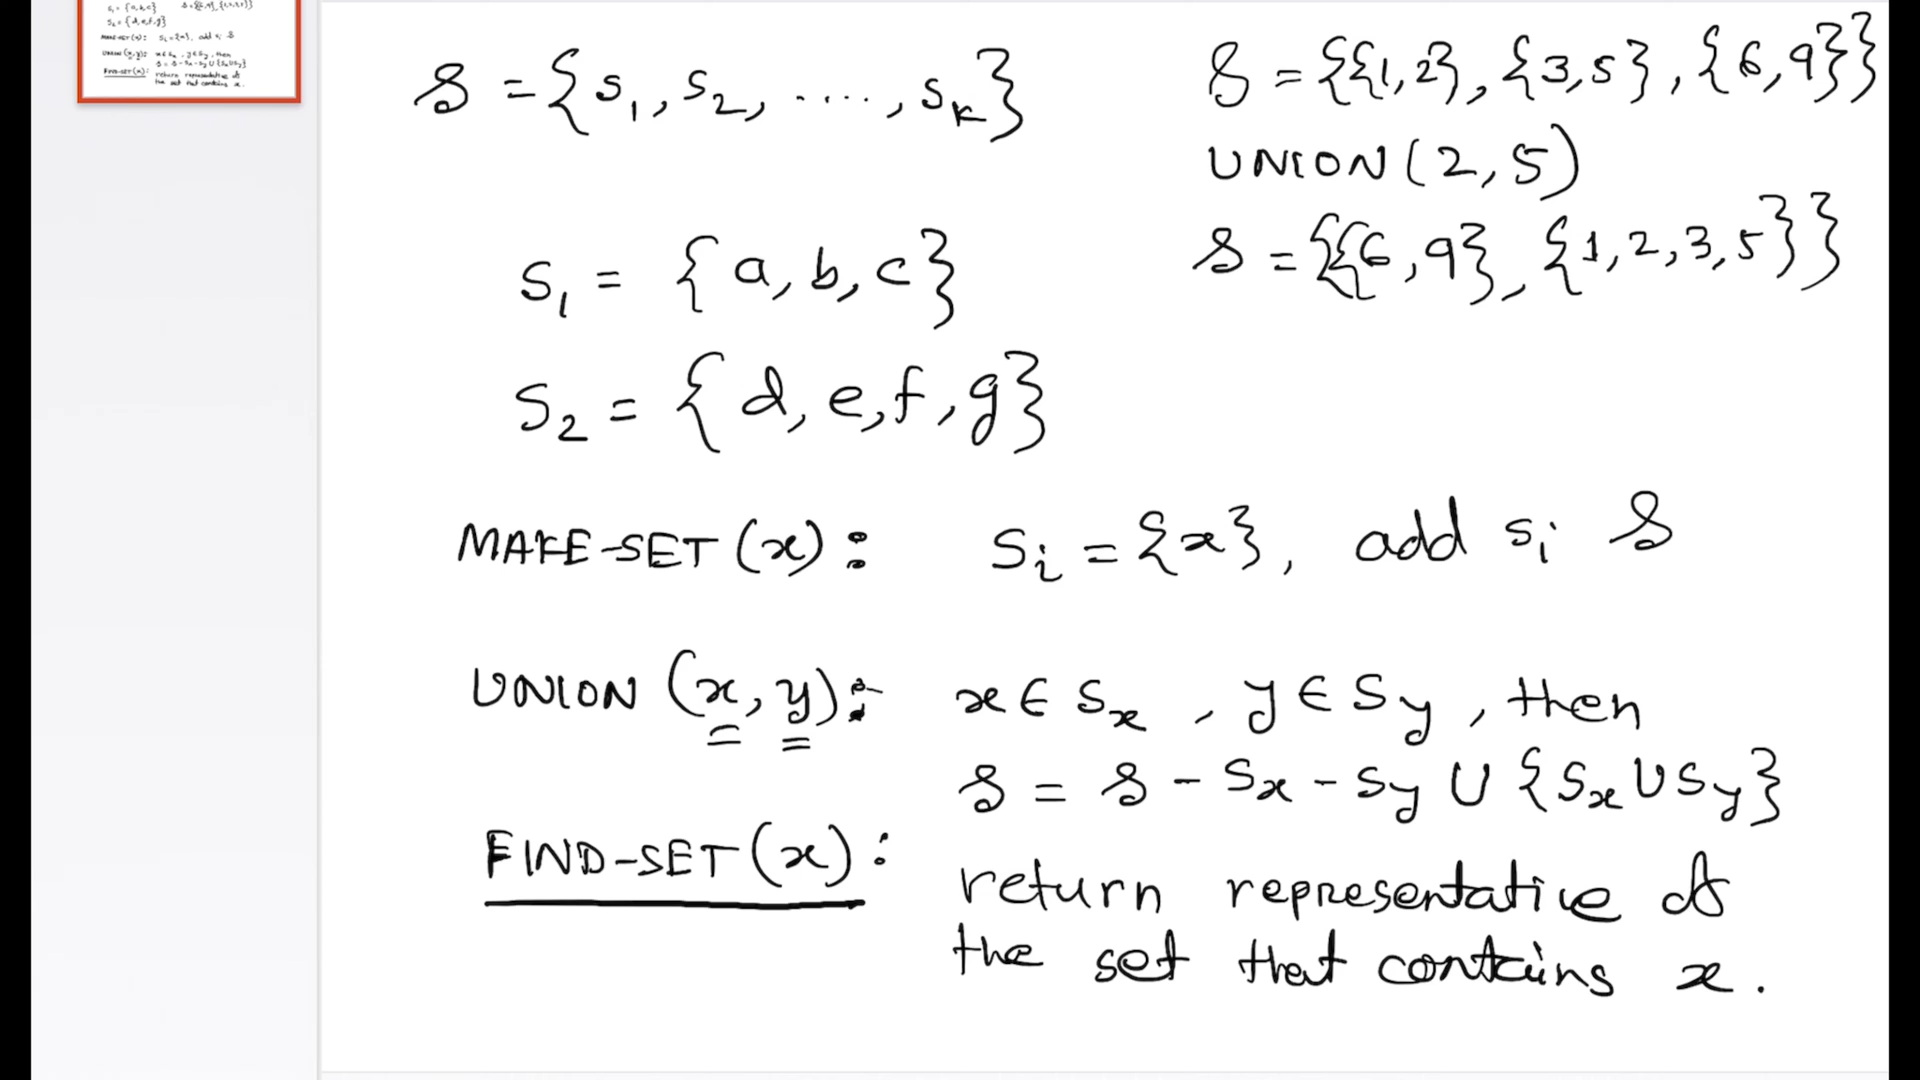 𝒮 = {S₁, S₂, ....., Sₖ}
S₁ = {a, b, c}
S₂ = {d, e, f, g}
𝒮 = {{1, 2}, {3, 5}, {6, 9}}
UNION (2, 5)
𝒮 = {{6, 9}, {1, 2, 3, 5}}
MAKE-SET (x) : Sᵢ = {x}, add Sᵢ 𝒮
UNION (x, y) : x ∈ Sₓ , y ∈ Sy , then
𝒮 = 𝒮 - Sₓ - Sy ∪ {Sₓ ∪ Sy}
FIND-SET (x) : return representative of
the set that contains x .